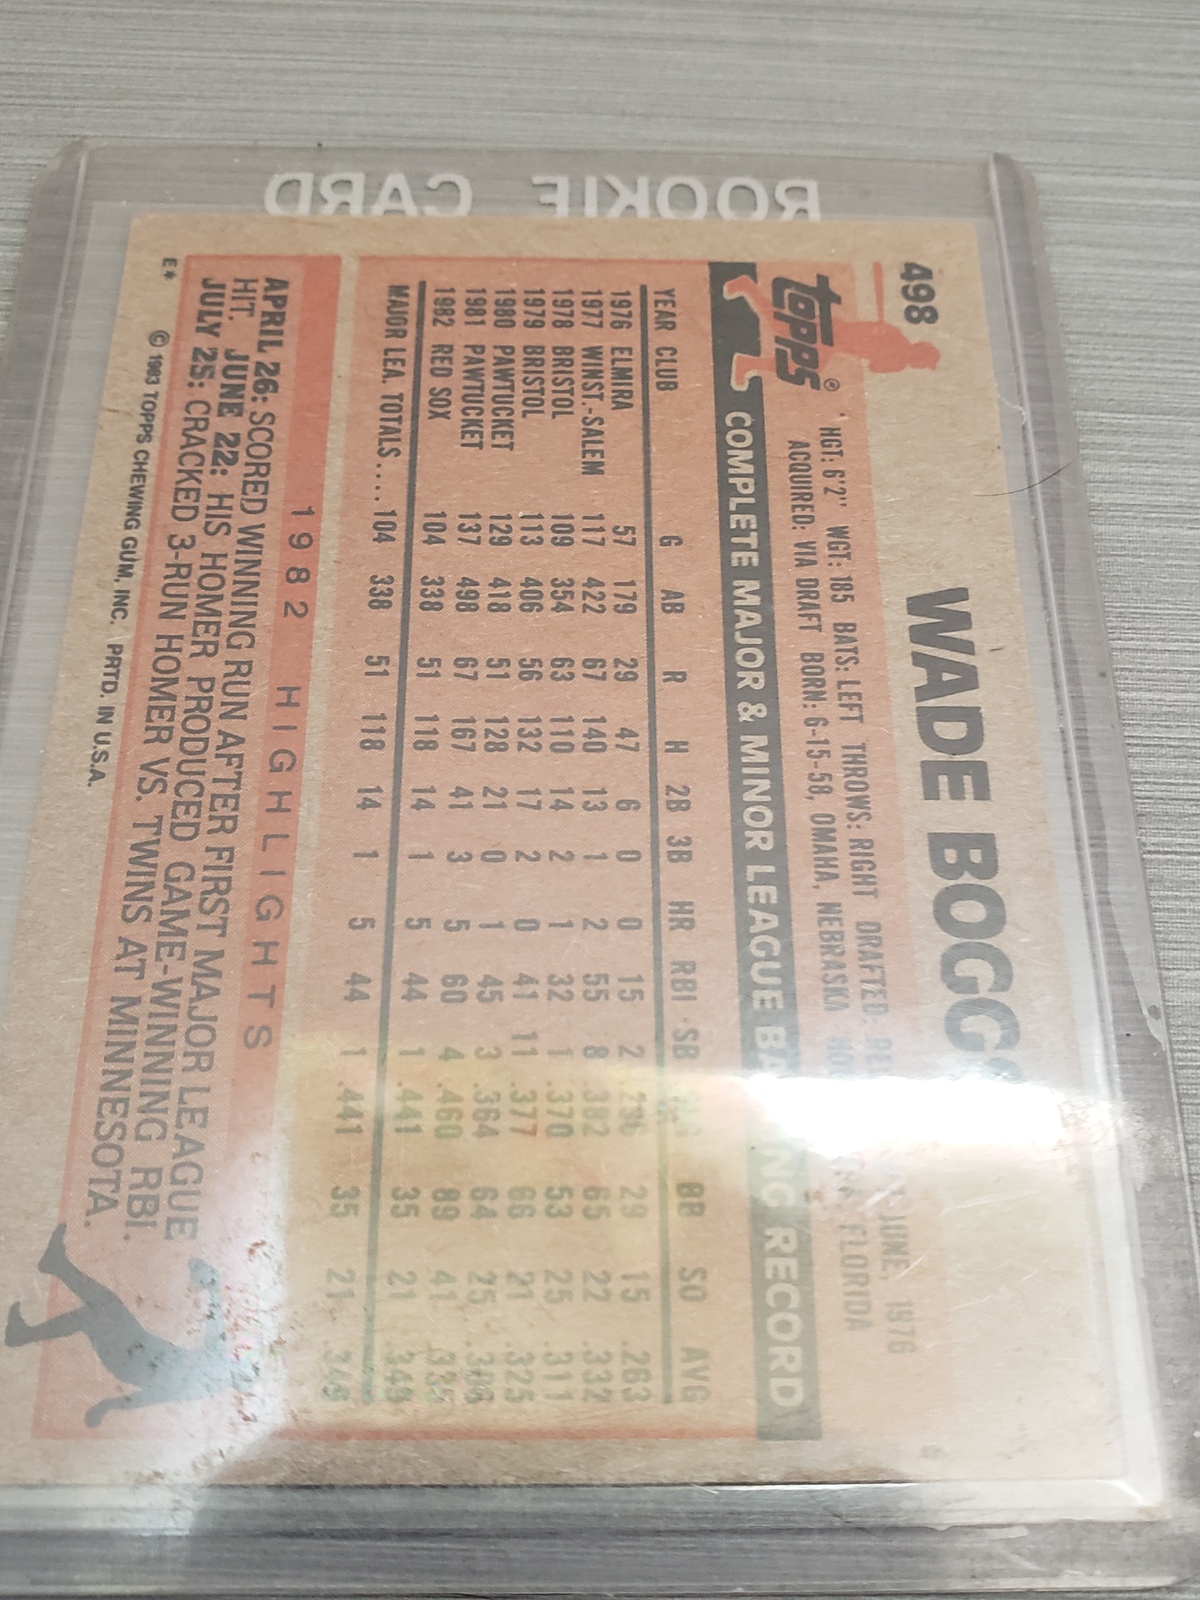 ROOKIE CARD
498
WADE BOGGS
Topps®
HGT: 6'2" WGT: 185 BATS: LEFT THROWS: RIGHT DRAFTED: JUNE, 1976
ACQUIRED: VIA DRAFT BORN: 6-15-58, OMAHA, NEBRASKA FLORIDA
COMPLETE MAJOR & MINOR LEAGUE BATTING RECORD
YEAR CLUB G AB R H 2B 3B HR RBI SB BB SO AVG
1976 ELMIRA 57 179 29 47 6 0 0 15 2 29 15 .263
1977 WINST.-SALEM 117 422 67 140 13 1 2 55 8 .382 65 22 .332
1978 BRISTOL 109 354 63 110 14 2 1 32 1 .370 53 25 .311
1979 BRISTOL 113 406 56 132 17 2 0 41 11 .377 66 21 .325
1980 PAWTUCKET 129 418 51 128 21 0 1 45 3 .364 64 25 .306
1981 PAWTUCKET 137 498 67 167 41 3 5 60 4 .460 89 41 .335
1982 RED SOX 104 338 51 118 14 1 5 44 1 .441 35 21 .349
MAJOR LEA. TOTALS.... 104 338 51 118 14 1 5 44 1 .441 35 21 .349
1982 HIGHLIGHTS
APRIL 26: SCORED WINNING RUN AFTER FIRST MAJOR LEAGUE
HIT. JUNE 22: HIS HOMER PRODUCED GAME-WINNING RBI.
JULY 25: CRACKED 3-RUN HOMER VS. TWINS AT MINNESOTA.
E* © 1983 TOPPS CHEWING GUM, INC. PRTD. IN U.S.A.